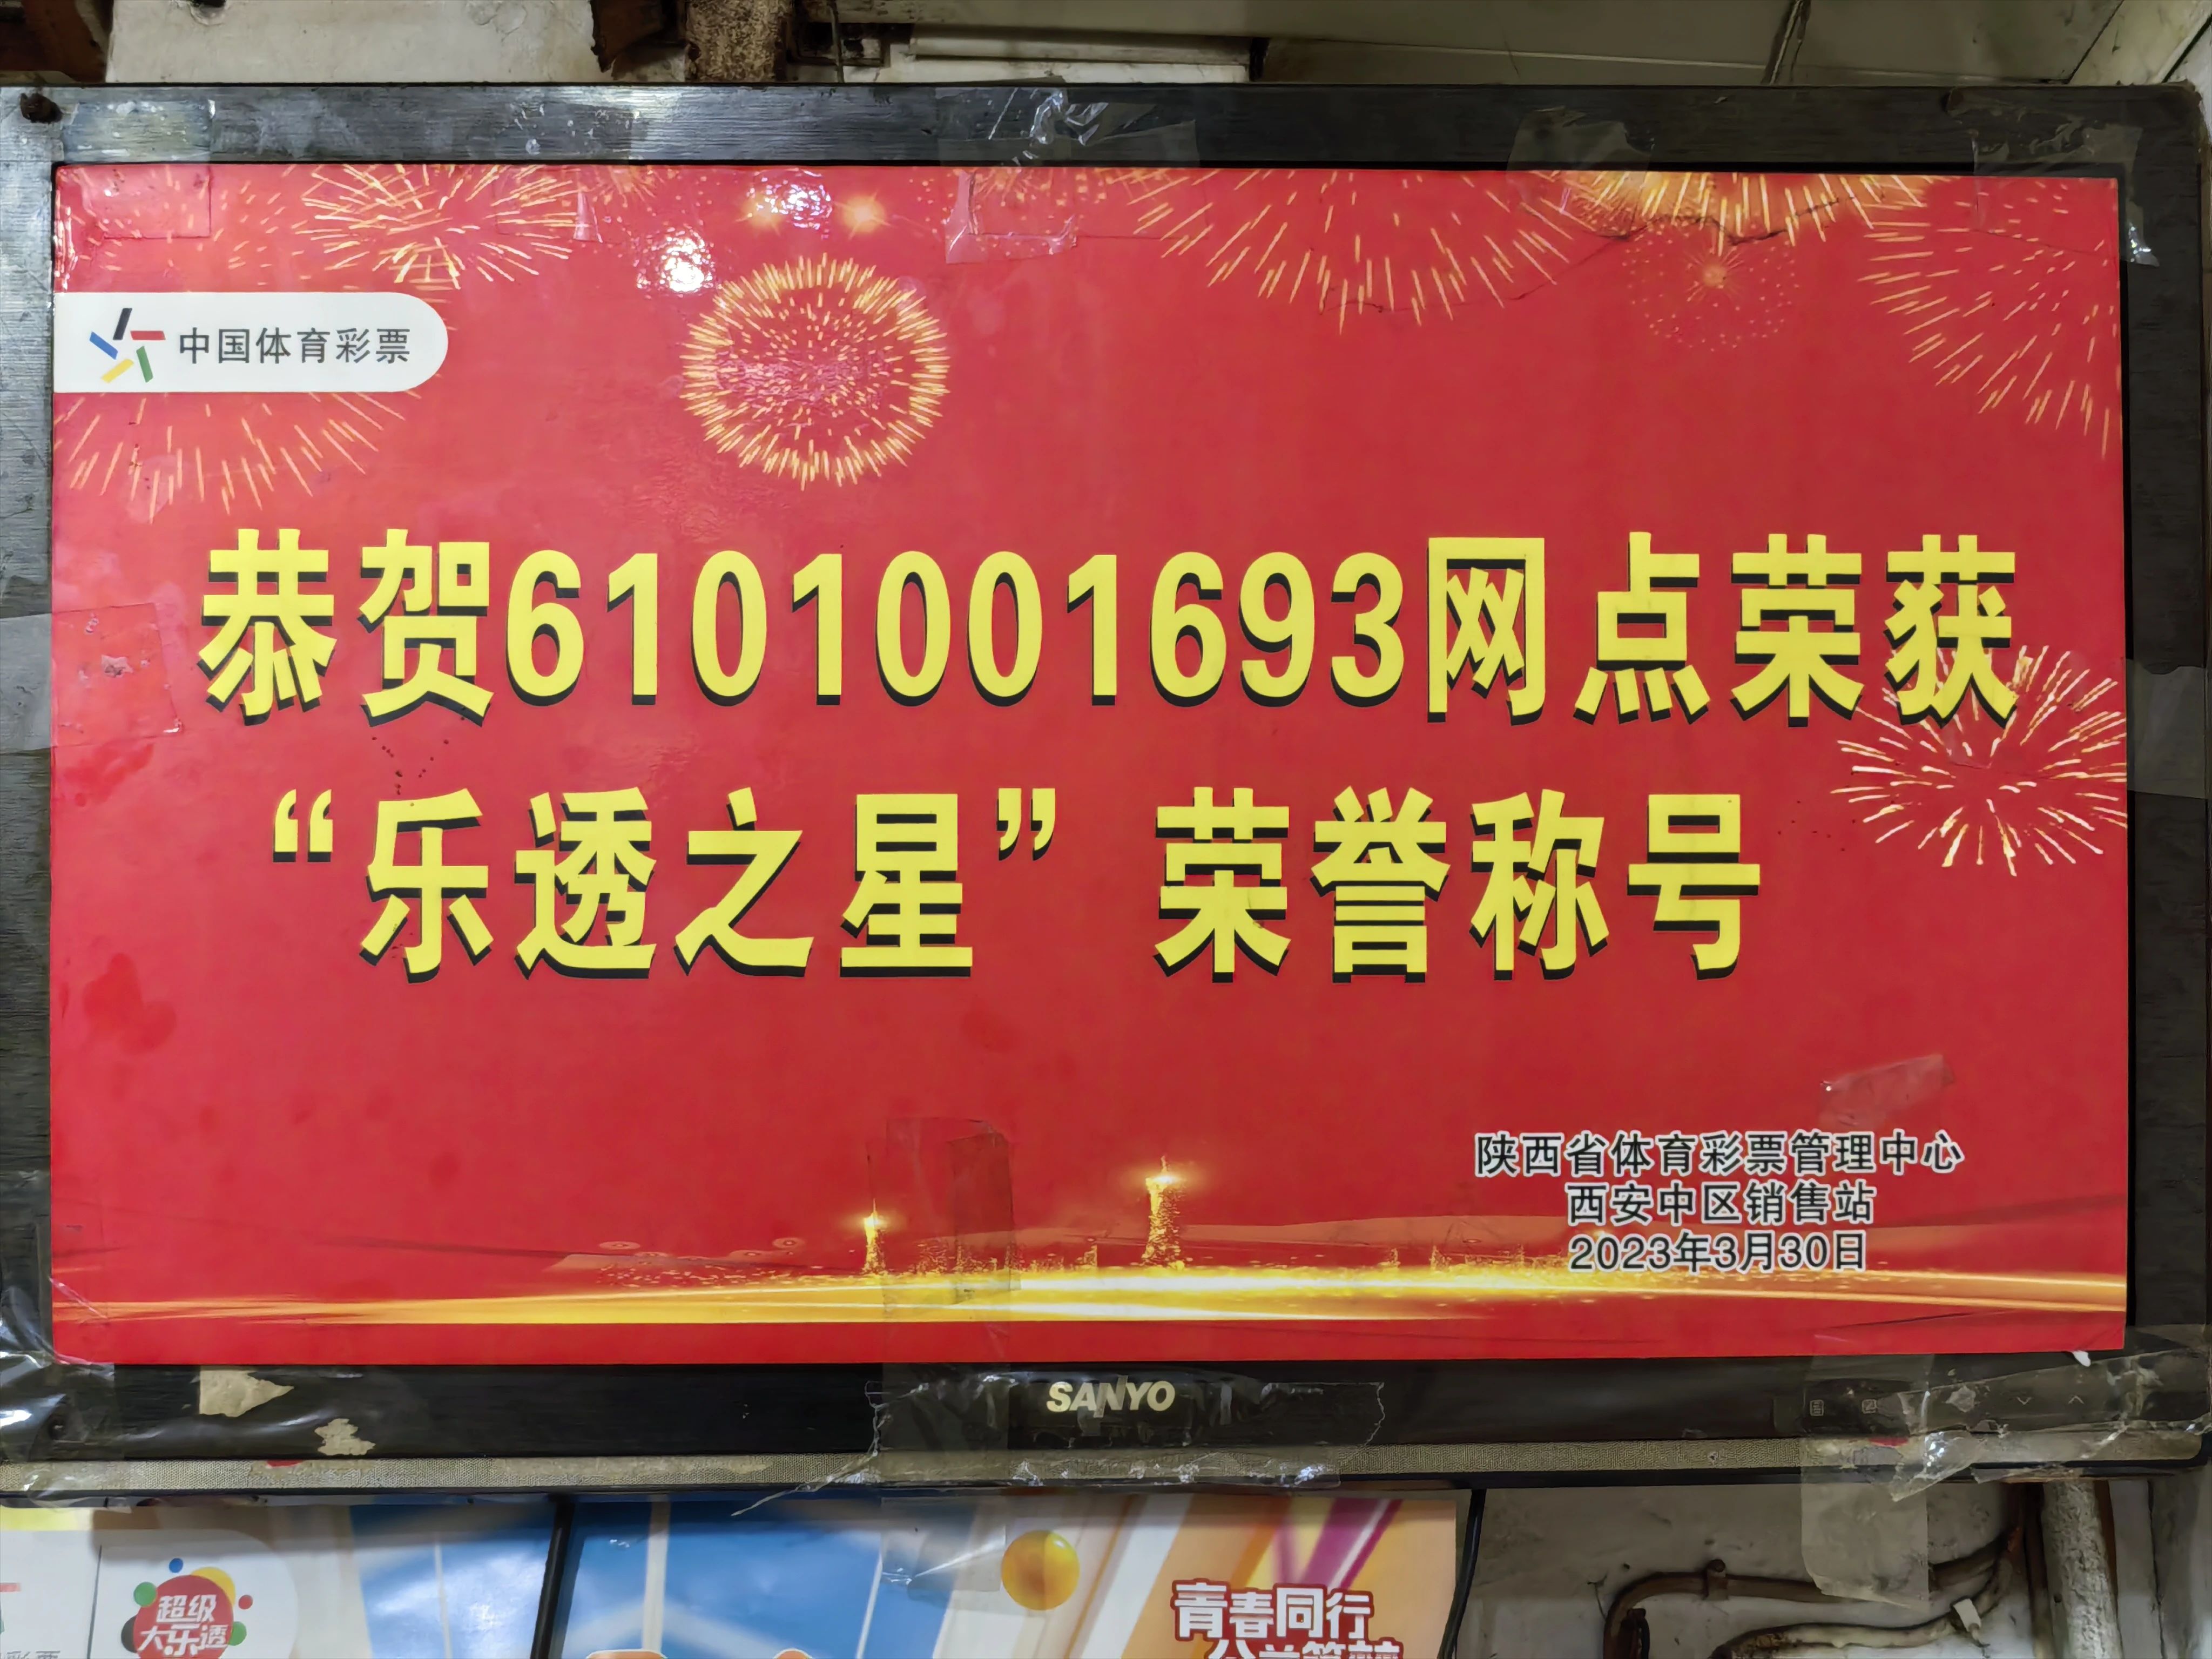 中国体育彩票
恭贺6101001693网点荣获
“乐透之星”荣誉称号
陕西省体育彩票管理中心
西安中区销售站
2023年3月30日
SANYO
超级
大乐透
青春同行